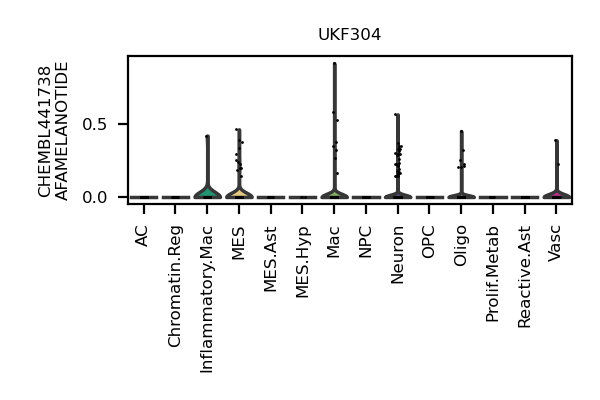 UKF304
CHEMBL441738
AFAMELANOTIDE
0.5
0.0
AC
Chromatin.Reg
Inflammatory.Mac
MES
MES.Ast
MES.Hyp
Mac
NPC
Neuron
OPC
Oligo
Prolif.Metab
Reactive.Ast
Vasc